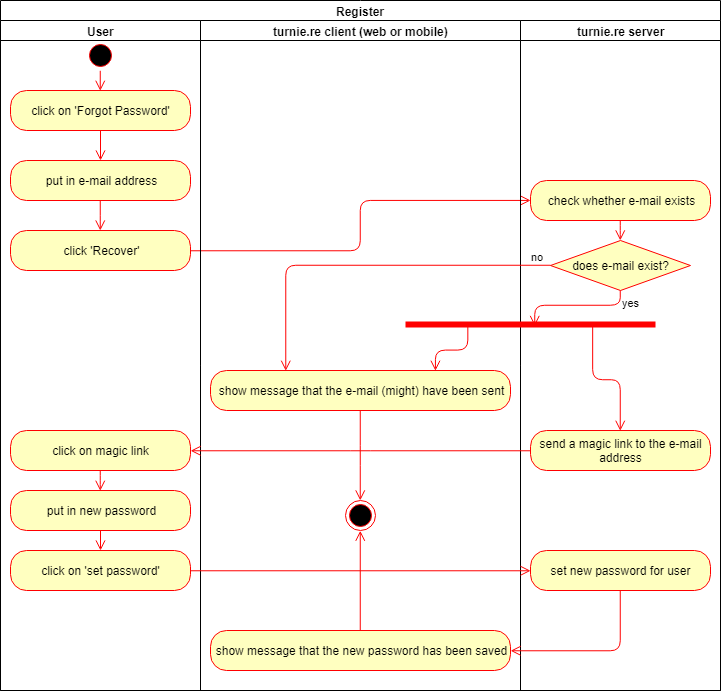 Register
User
turnie.re client (web or mobile)
turnie.re server
click on 'Forgot Password'
put in e-mail address
check whether e-mail exists
click 'Recover'
no
does e-mail exist?
yes
show message that the e-mail (might) have been sent
click on magic link
send a magic link to the e-mail
address
put in new password
click on 'set password'
set new password for user
show message that the new password has been saved